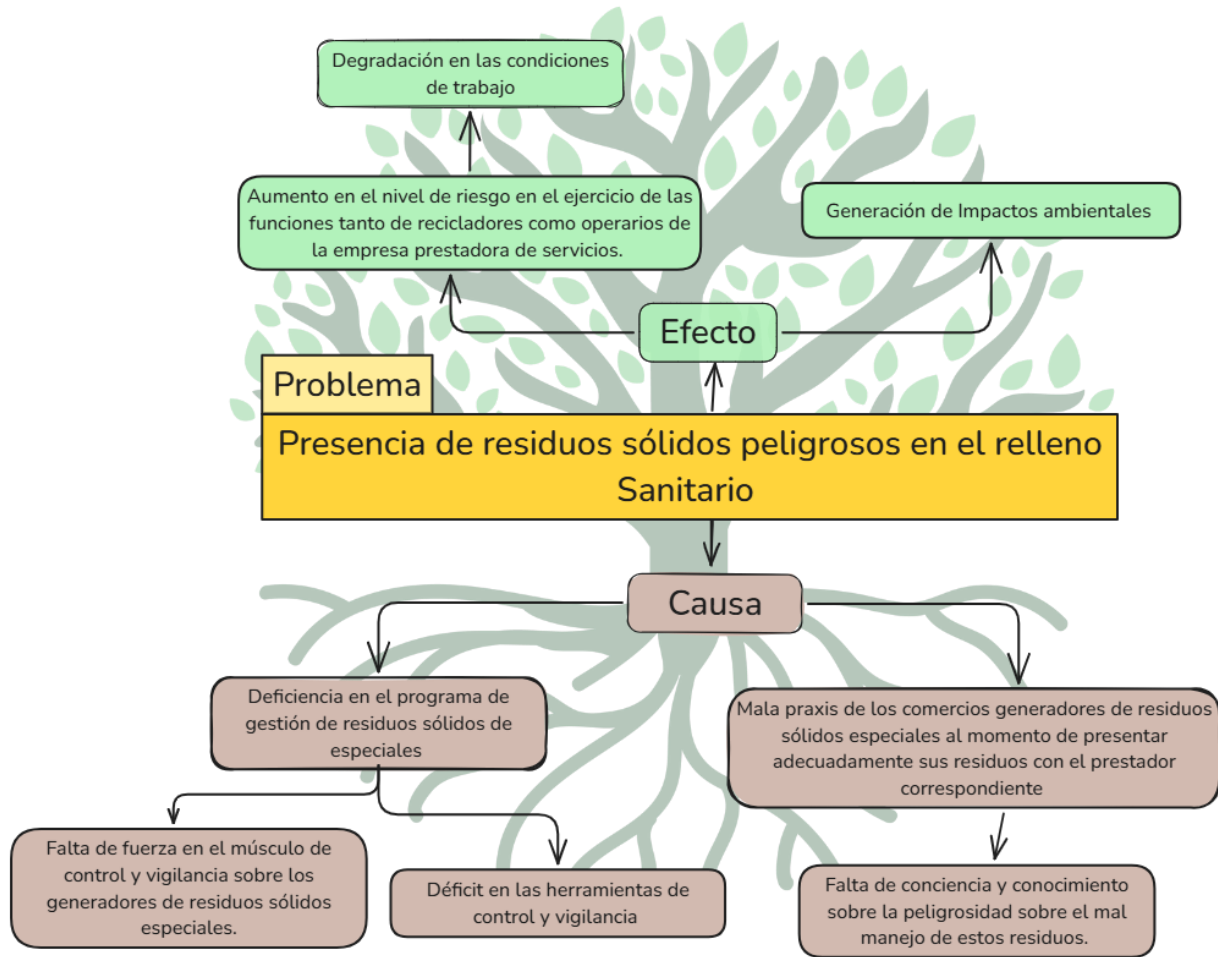 Degradación en las condiciones
de trabajo
Aumento en el nivel de riesgo en el ejercicio de las
funciones tanto de recicladores como operarios de
la empresa prestadora de servicios.
Generación de Impactos ambientales
Efecto
Problema
Presencia de residuos sólidos peligrosos en el relleno
Sanitario
Causa
Deficiencia en el programa de
gestión de residuos sólidos de
especiales
Mala praxis de los comercios generadores de residuos
sólidos especiales al momento de presentar
adecuadamente sus residuos con el prestador
correspondiente
Falta de fuerza en el músculo de
control y vigilancia sobre los
generadores de residuos sólidos
especiales.
Déficit en las herramientas de
control y vigilancia
Falta de conciencia y conocimiento
sobre la peligrosidad sobre el mal
manejo de estos residuos.